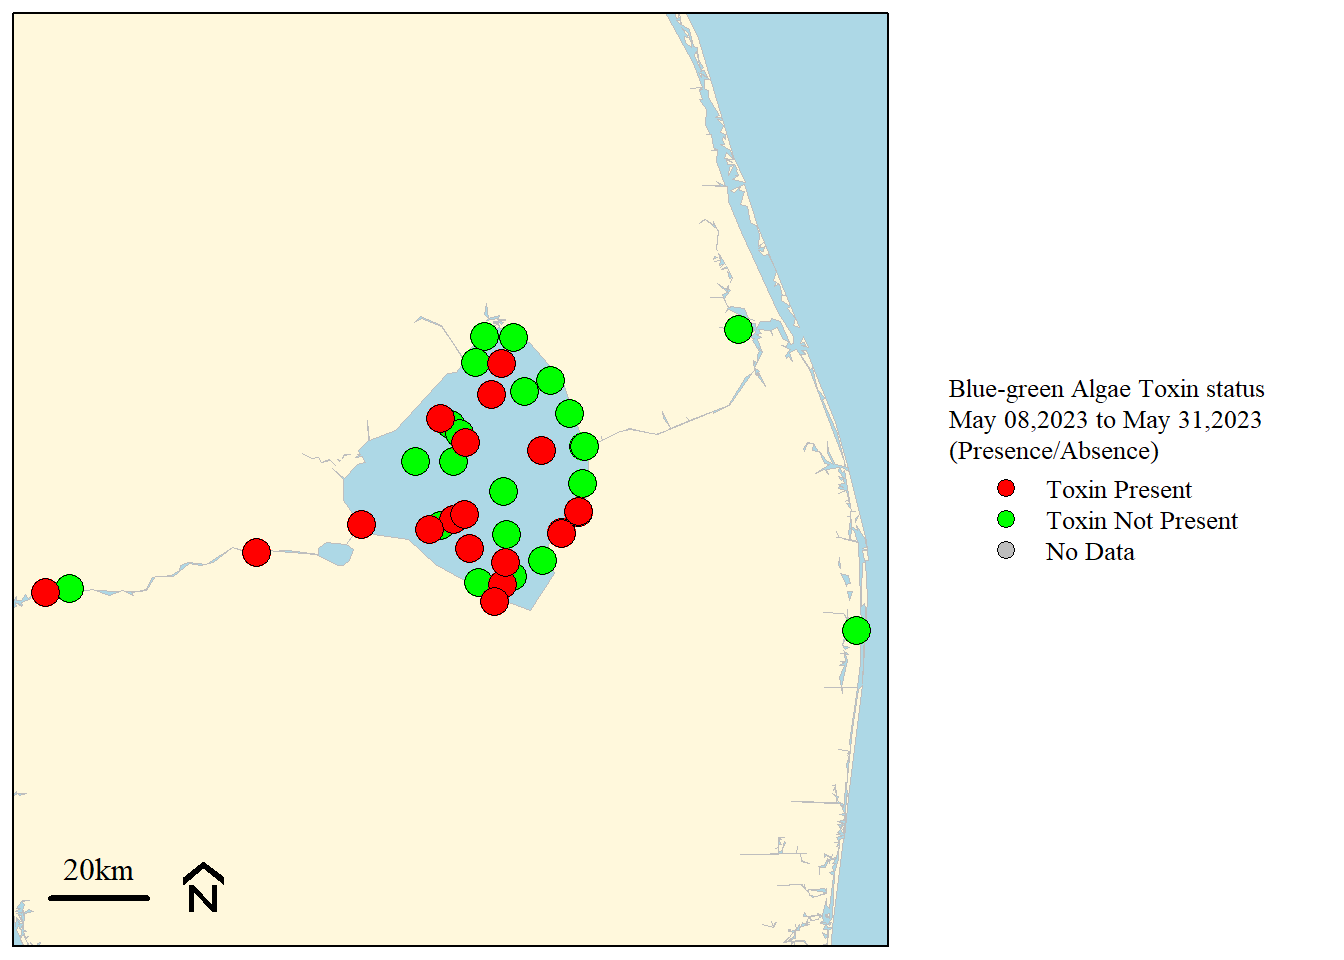 Blue-green Algae Toxin status
May 08,2023 to May 31,2023
(Presence/Absence)
Toxin Present
Toxin Not Present
No Data
20km
N